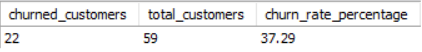 churned_customers total_customers churn_rate_percentage
22 59 37.29